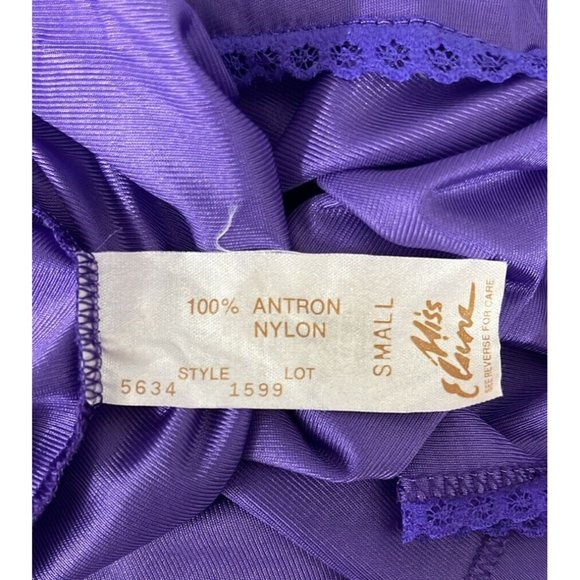 100% ANTRON
NYLON
STYLE LOT
5634 1599
SMALL
Miss
Elaine
SEE REVERSE FOR CARE